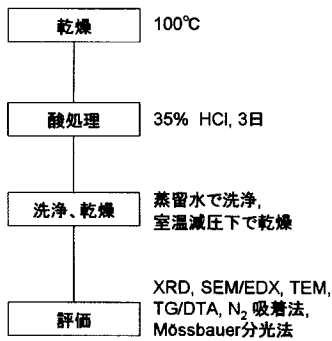 乾燥
100℃
酸処理
35% HCl, 3日
洗浄、乾燥
蒸留水で洗浄,
室温減圧下で乾燥
評価
XRD, SEM/EDX, TEM,
TG/DTA, N₂ 吸着法,
Mössbauer分光法